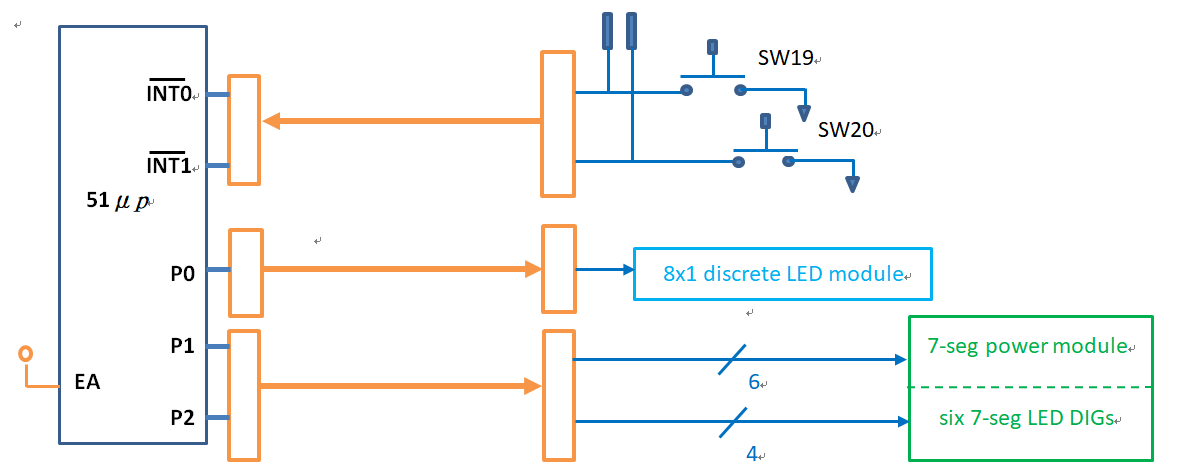 INT0
INT1
51 μp
P0
P1
EA
P2
SW19
SW20
8x1 discrete LED module
6
4
7-seg power module
six 7-seg LED DIGs